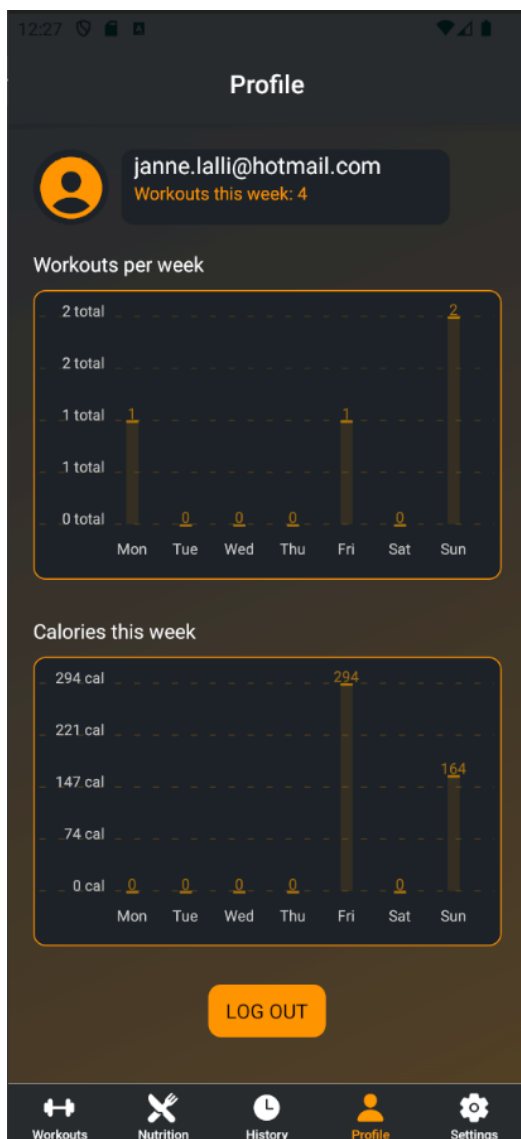 12:27
Profile
janne.lalli@hotmail.com
Workouts this week: 4
Workouts per week
2 total
2 total
1 total
1 total
0 total
1
0
0
0
1
0
2
Mon Tue Wed Thu Fri Sat Sun
Calories this week
294 cal
221 cal
147 cal
74 cal
0 cal
0
0
0
0
294
0
164
Mon Tue Wed Thu Fri Sat Sun
LOG OUT
Workouts Nutrition History Profile Settings